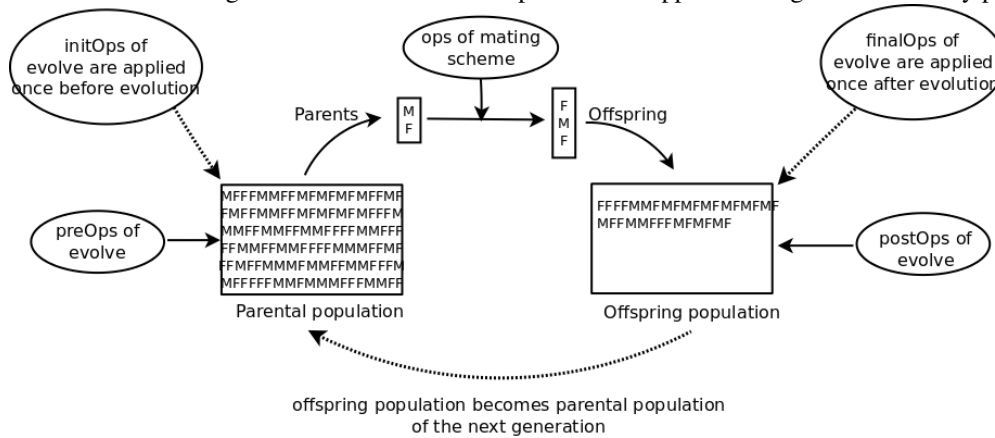 initOps of
evolve are applied
once before evolution
ops of mating
scheme
finalOps of
evolve are applied
once after evolution
Parents
M
F
F
M
F
Offspring
MFFFMMFFMFMFMFMFFMF
FMFFMMFFMFMFMFMFFFM
MMFFMMFFMMFFFFMMFFF
FFMMFFMMFFFFMMMFFMF
FFMFFMMMFMMFFMMFFFM
MFFFFFMMFMMMFFFMMFF
FFFFMMFMFMFMFMFMFMF
MFFMMFFFMFMFMF
preOps of
evolve
postOps of
evolve
Parental population
Offspring population
offspring population becomes parental population
of the next generation